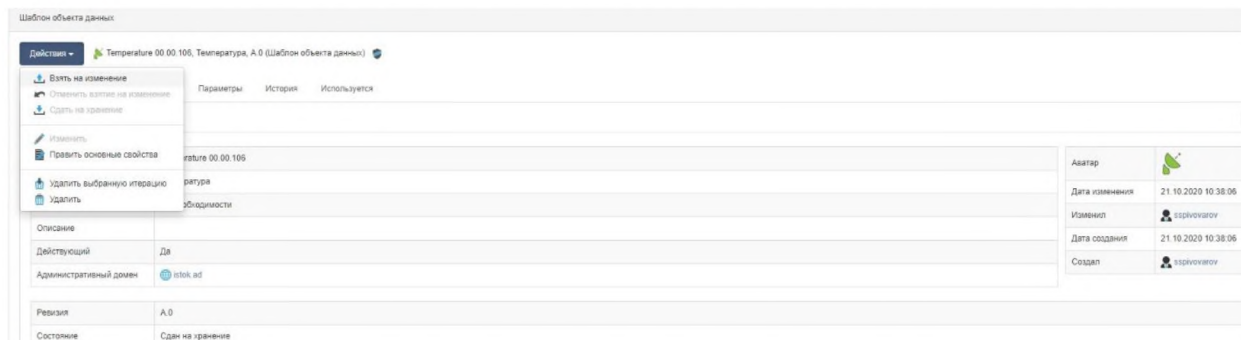 Шаблон объекта данных
Действия
Temperature 00.00.106, Температура, A.0 (Шаблон объекта данных)
Взять на изменение
Отменить взятие на изменение
Сдать на хранение
Параметры История Используется
Изменить
Править основные свойства
Удалить выбранную итерацию
Удалить
rature 00.00.106
ратура
обходимости
Описание
Действующий Да
Административный домен istok.ad
Ревизия A.0
Состояние Сдан на хранение
Аватар
Дата изменения 21.10.2020 10:38:06
Изменил sspivovarov
Дата создания 21.10.2020 10:38:06
Создал sspivovarov